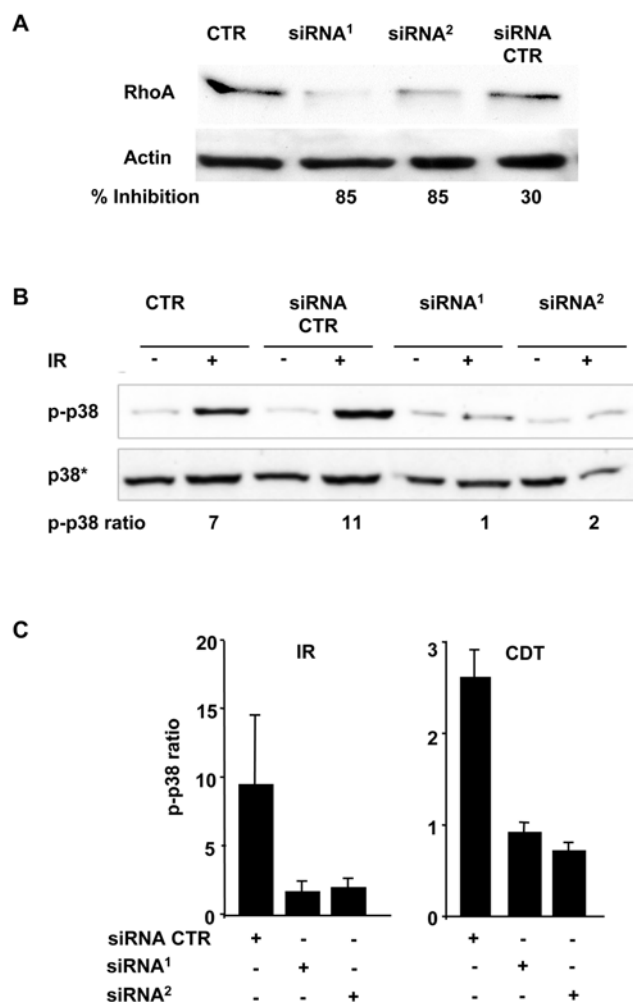 A
CTR siRNA¹ siRNA² siRNA CTR
RhoA
Actin
% Inhibition 85 85 30
B
CTR siRNA CTR siRNA¹ siRNA²
IR - + - + - + - +
p-p38
p38*
p-p38 ratio 7 11 1 2
C
IR
p-p38 ratio
20
15
10
5
2
0
CDT
3
2
1
0
siRNA CTR + - - + - -
siRNA¹ - + - - + -
siRNA² - - + - - +